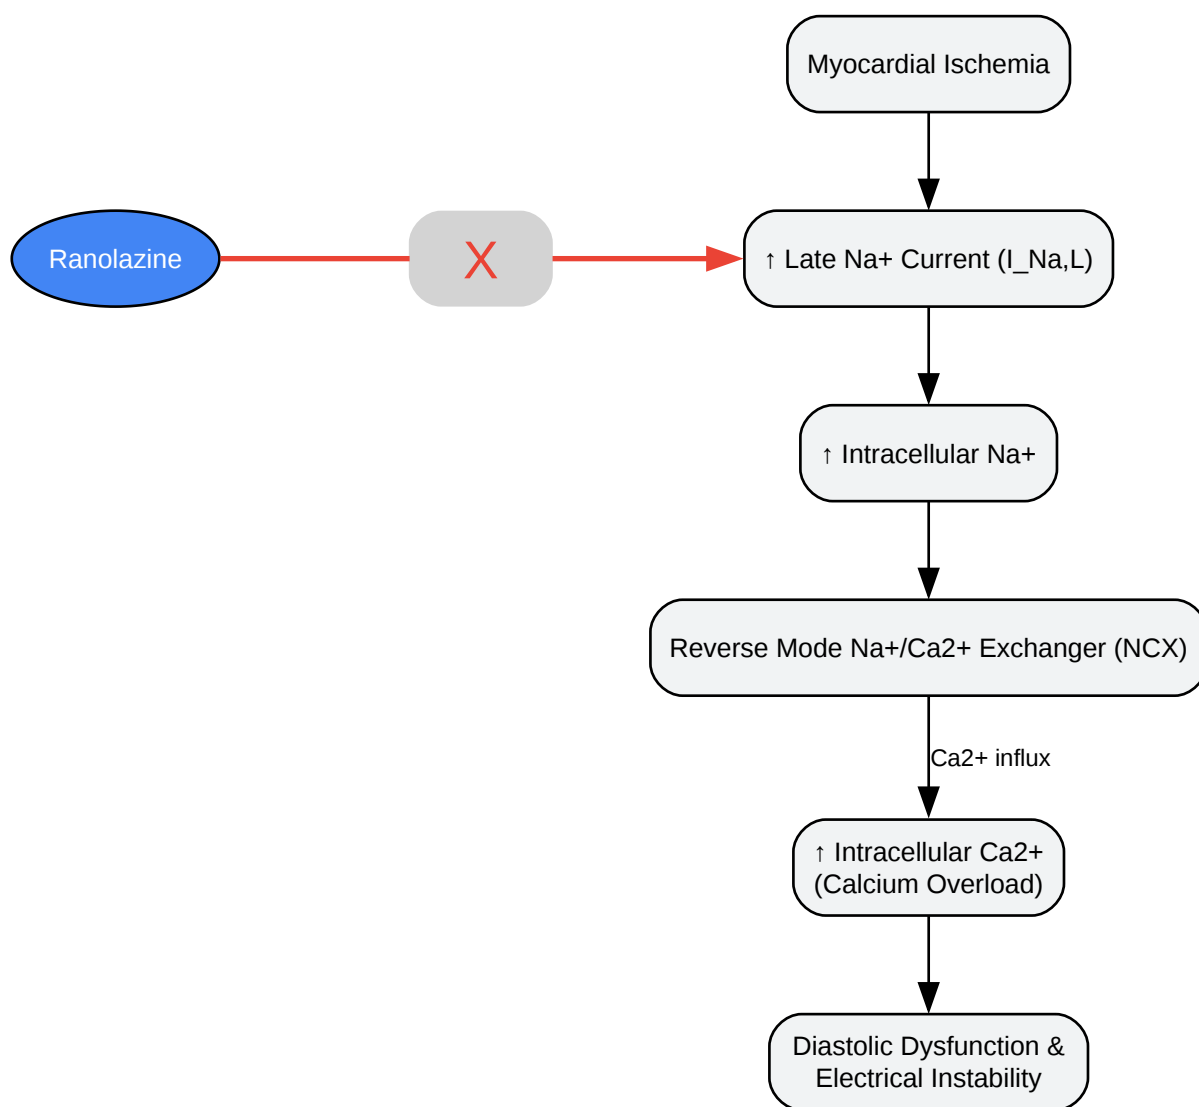 Myocardial Ischemia
Ranolazine
X
↑ Late Na+ Current (I_Na,L)
↑ Intracellular Na+
Reverse Mode Na+/Ca2+ Exchanger (NCX)
Ca2+ influx
↑ Intracellular Ca2+
(Calcium Overload)
Diastolic Dysfunction &
Electrical Instability